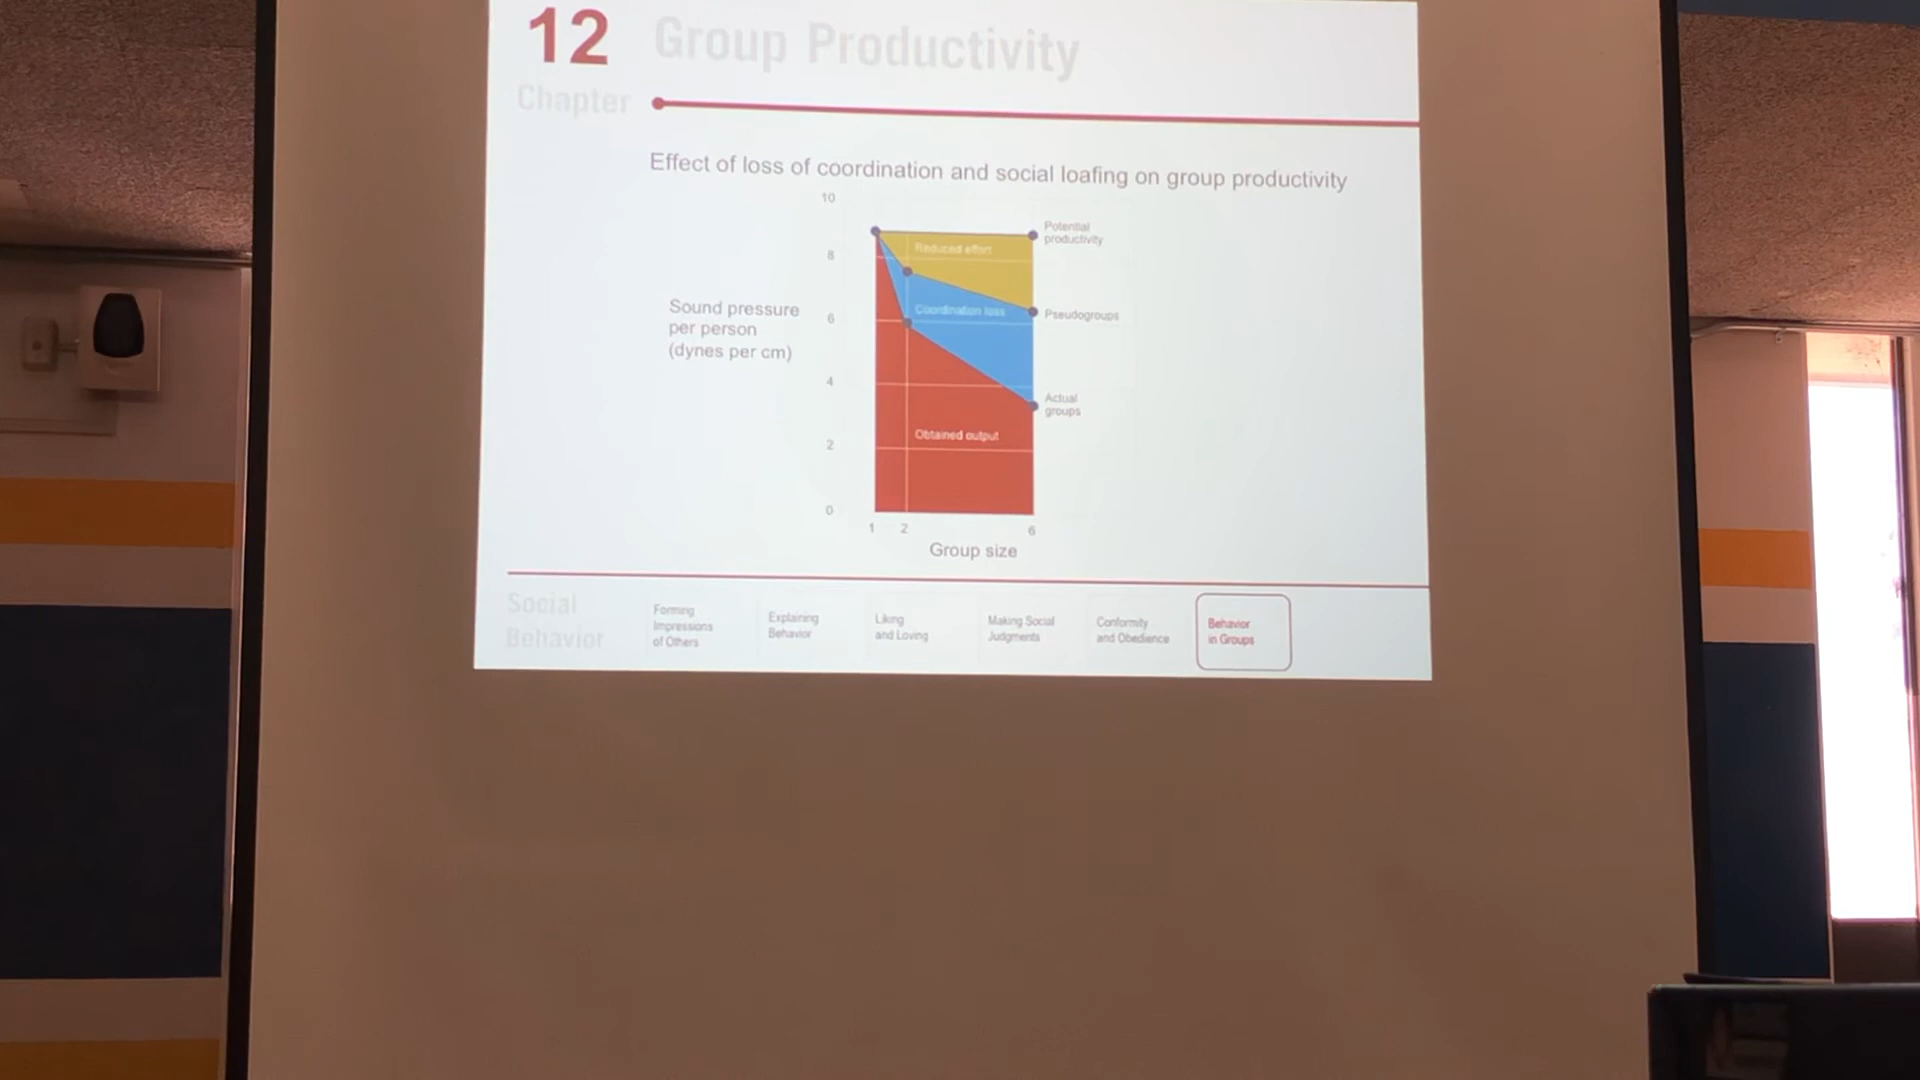 12 Group Productivity
Chapter
Effect of loss of coordination and social loafing on group productivity
10
8
6
4
2
0
Sound pressure
per person
(dynes per cm)
Reduced effort
Coordination loss
Obtained output
Potential
productivity
Pseudogroups
Actual
groups
1 2 6
Group size
Social
Behavior
Forming
Impressions
of Others
Explaining
Behavior
Liking
and Loving
Making Social
Judgments
Conformity
and Obedience
Behavior
in Groups